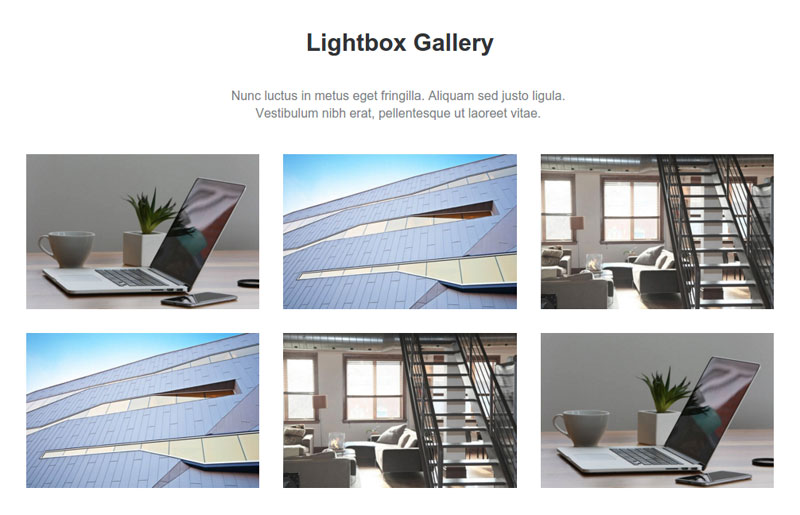 Lightbox Gallery
Nunc luctus in metus eget fringilla. Aliquam sed justo ligula.
Vestibulum nibh erat, pellentesque ut laoreet vitae.